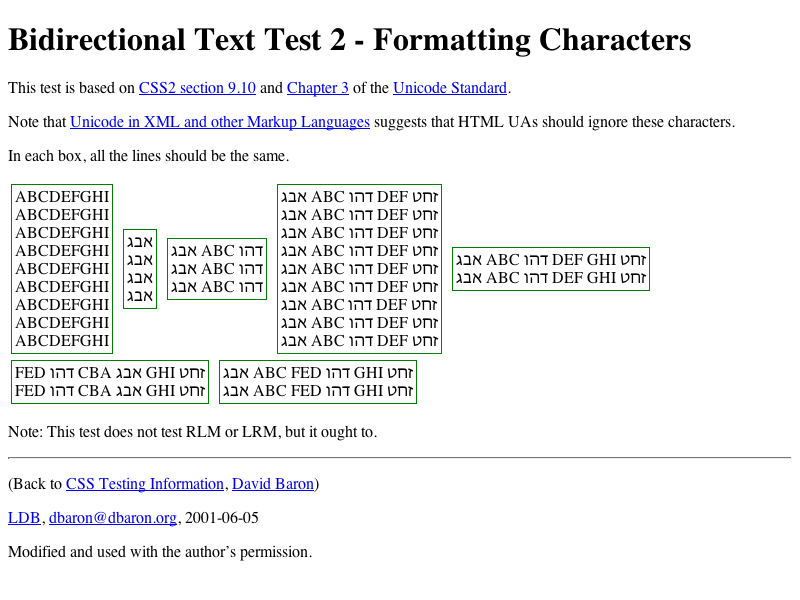 Bidirectional Text Test 2 - Formatting Characters
This test is based on CSS2 section 9.10 and Chapter 3 of the Unicode Standard.
Note that Unicode in XML and other Markup Languages suggests that HTML UAs should ignore these characters.
In each box, all the lines should be the same.
ABCDEFGHI
ABCDEFGHI
ABCDEFGHI
ABCDEFGHI
ABCDEFGHI
ABCDEFGHI
ABCDEFGHI
ABCDEFGHI
ABCDEFGHI
אבג
אבג
אבג
אבג
אבג ABC דהו
אבג ABC דהו
אבג ABC דהו
אבג ABC דהו DEF זחט
אבג ABC דהו DEF זחט
אבג ABC דהו DEF זחט
אבג ABC דהו DEF זחט
אבג ABC דהו DEF זחט
אבג ABC דהו DEF זחט
אבג ABC דהו DEF זחט
אבג ABC דהו DEF זחט
אבג ABC דהו DEF זחט
אבג ABC דהו DEF GHI זחט
אבג ABC דהו DEF GHI זחט
FED דהו CBA אבג GHI זחט
FED דהו CBA אבג GHI זחט
אבג ABC FED דהו GHI זחט
אבג ABC FED דהו GHI זחט
Note: This test does not test RLM or LRM, but it ought to.
(Back to CSS Testing Information, David Baron)
LDB, dbaron@dbaron.org, 2001-06-05
Modified and used with the author’s permission.